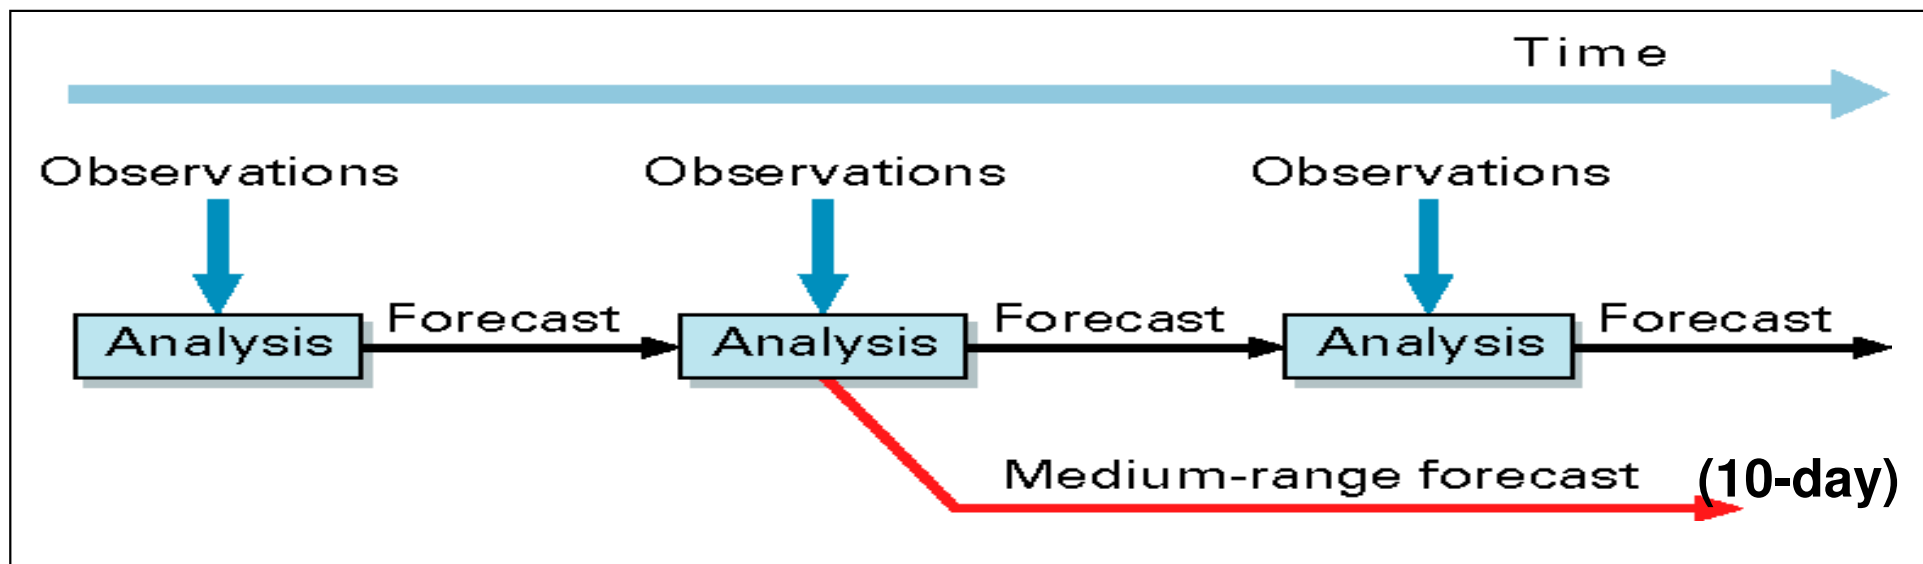 Time
Observations Observations Observations
Forecast Forecast Forecast
Analysis Analysis Analysis
Medium-range forecast (10-day)